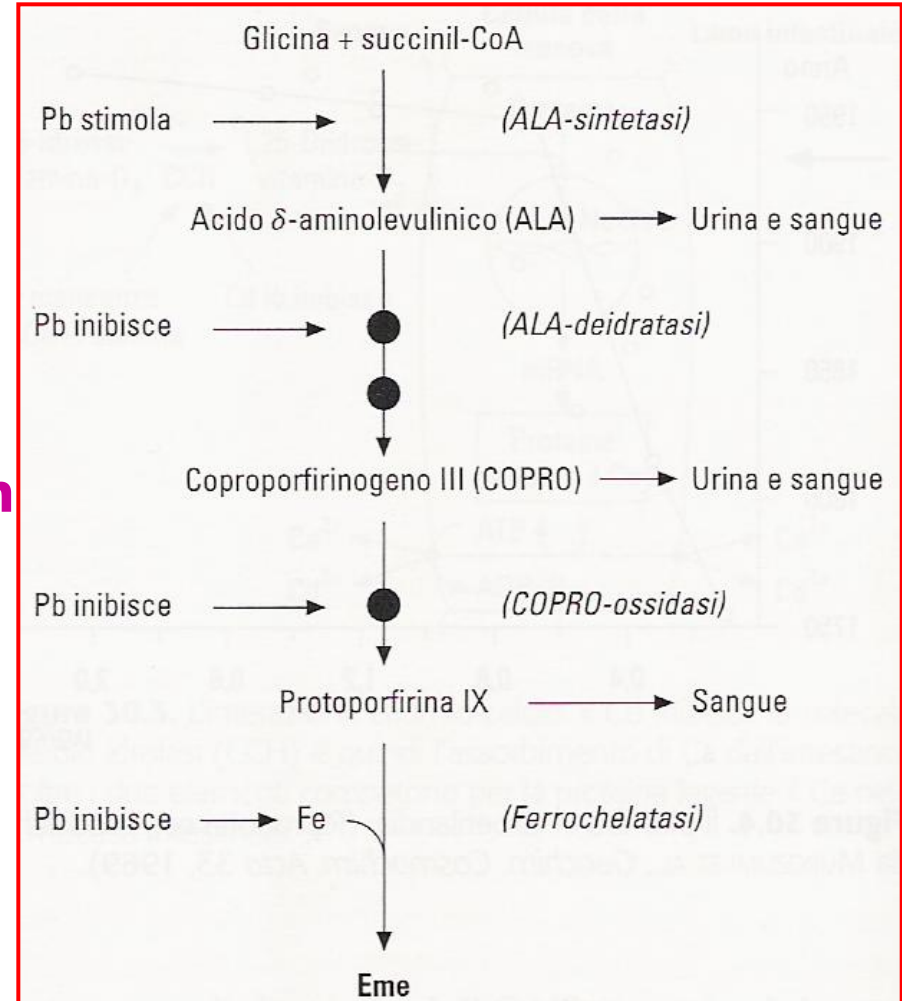 Glicina + succinil-CoA
Pb stimola (ALA-sintetasi)
Acido δ-aminolevulinico (ALA) Urina e sangue
Pb inibisce (ALA-deidratasi)
Coproporfirinogeno III (COPRO) Urina e sangue
Pb inibisce (COPRO-ossidasi)
Protoporfirina IX Sangue
Pb inibisce Fe (Ferrochelatasi)
Eme